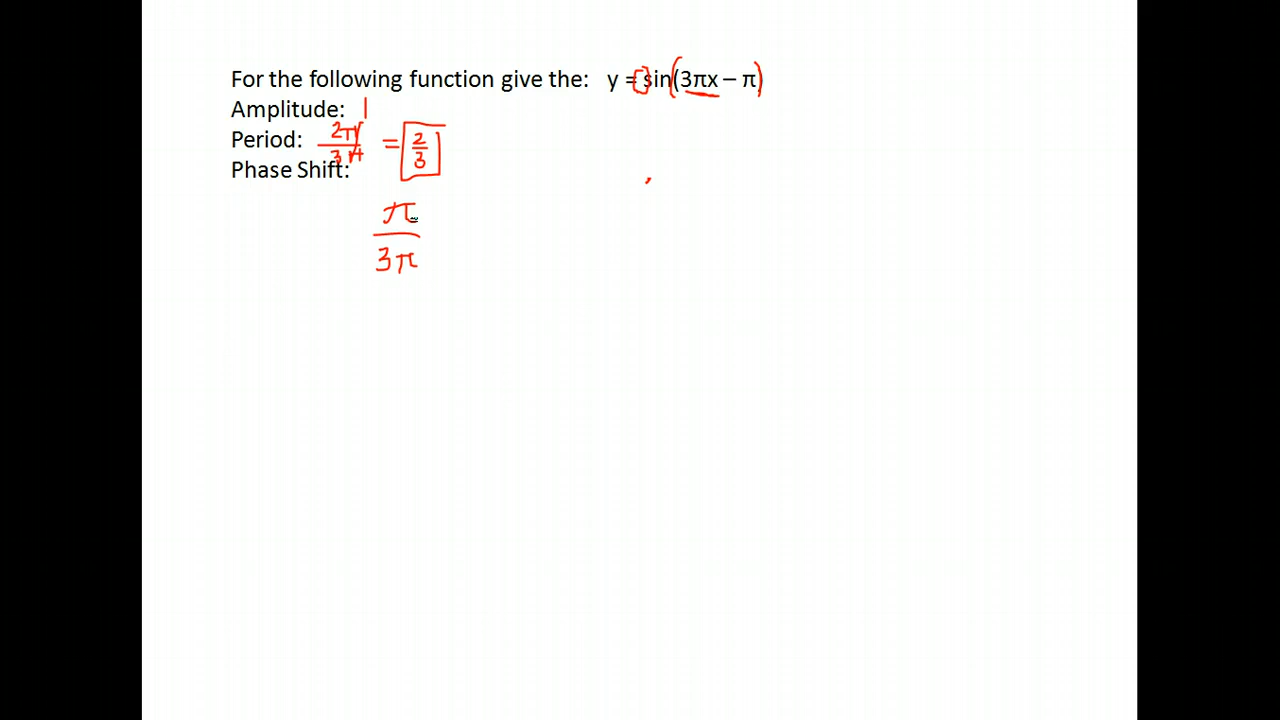 For the following function give the: y = sin(3πx – π)
Amplitude: 1
Period: 2π/3π = 2/3
Phase Shift:
π
3π